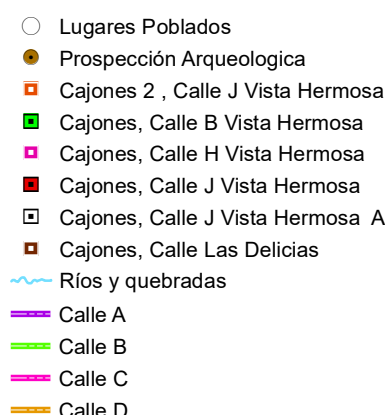 Lugares Poblados
Prospección Arqueologica
Cajones 2 , Calle J Vista Hermosa
Cajones, Calle B Vista Hermosa
Cajones, Calle H Vista Hermosa
Cajones, Calle J Vista Hermosa
Cajones, Calle J Vista Hermosa A
Cajones, Calle Las Delicias
Ríos y quebradas
Calle A
Calle B
Calle C
Calle D